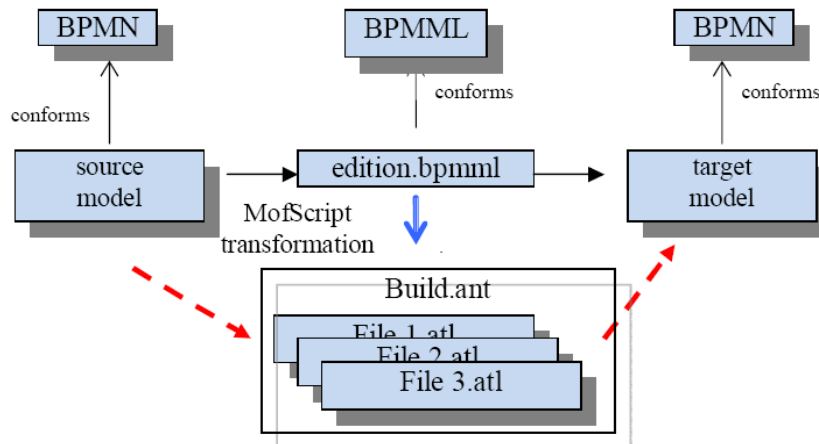 BPMN
BPMML
BPMN
conforms
conforms
conforms
source
model
edition.bpmml
target
model
MofScript
transformation
Build.ant
File 1.atl
File 2.atl
File 3.atl